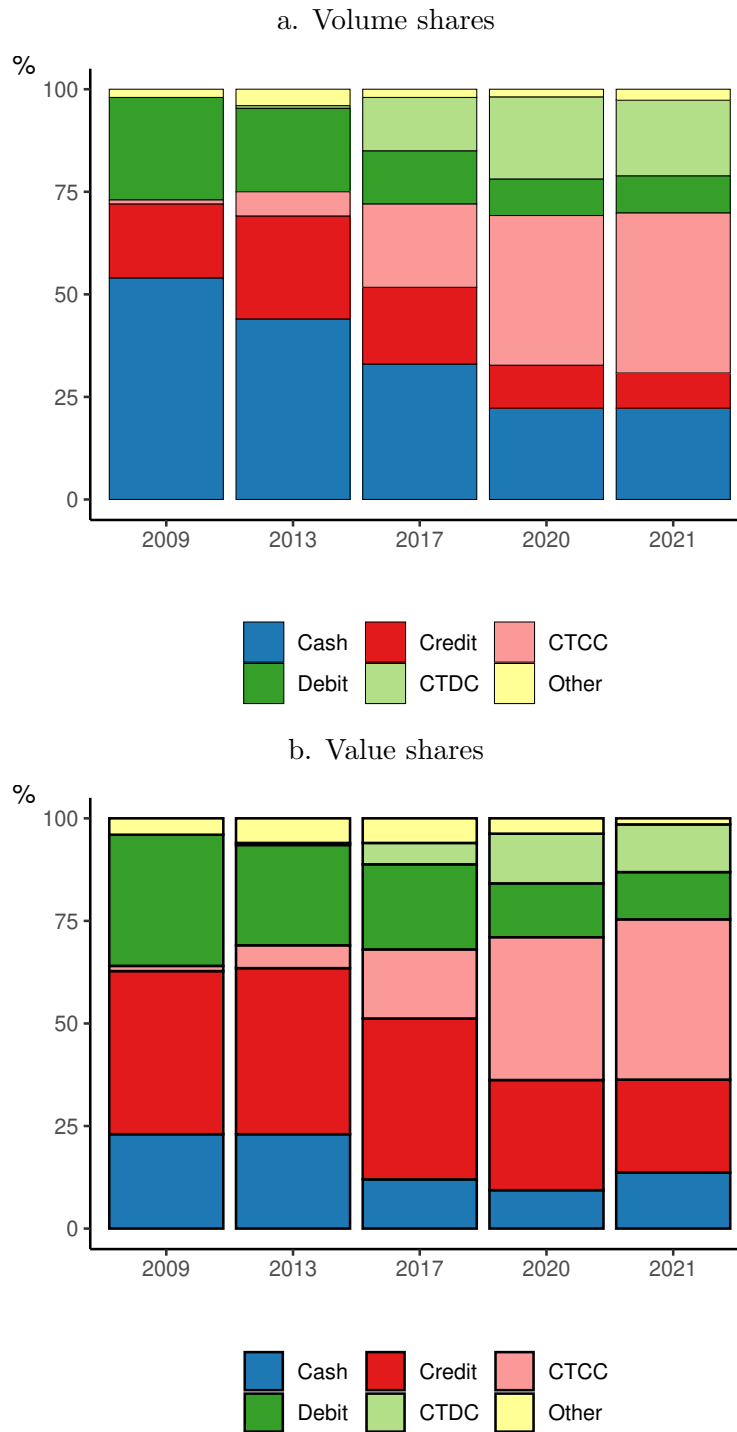 a. Volume shares
%
100
75
50
25
0
2009 2013 2017 2020 2021
Cash Credit CTCC
Debit CTDC Other
b. Value shares
%
100
75
50
25
0
2009 2013 2017 2020 2021
Cash Credit CTCC
Debit CTDC Other